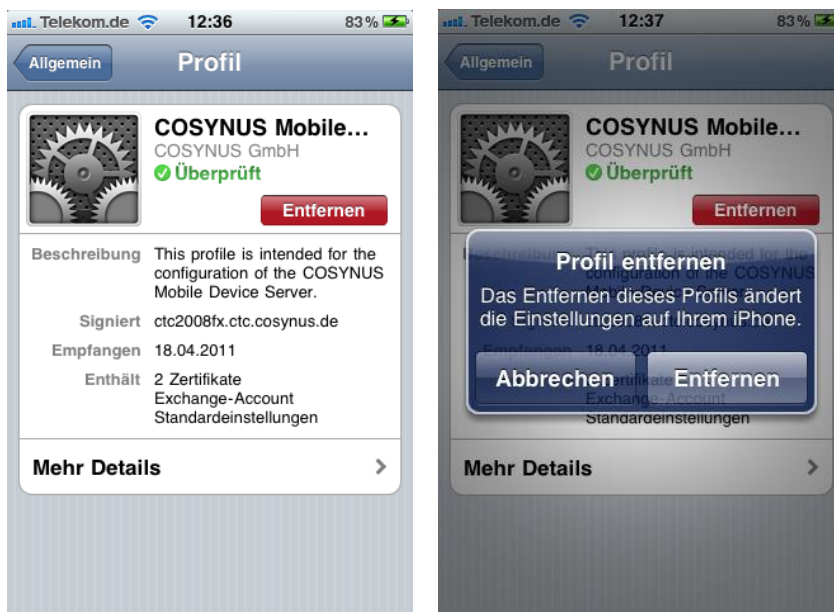 Telekom.de 12:36 83%
Allgemein Profil
COSYNUS Mobile...
COSYNUS GmbH
Überprüft
Entfernen
Beschreibung This profile is intended for the
configuration of the COSYNUS
Mobile Device Server.
Signiert ctc2008fx.ctc.cosynus.de
Empfangen 18.04.2011
Enthält 2 Zertifikate
Exchange-Account
Standardeinstellungen
Mehr Details
Telekom.de 12:37 83%
Allgemein Profil
COSYNUS Mobile...
COSYNUS GmbH
Überprüft
Entfernen
Profil entfernen
Das Entfernen dieses Profils ändert
die Einstellungen auf Ihrem iPhone.
Abbrechen Entfernen
Exchange-Account
Standardeinstellungen
Mehr Details